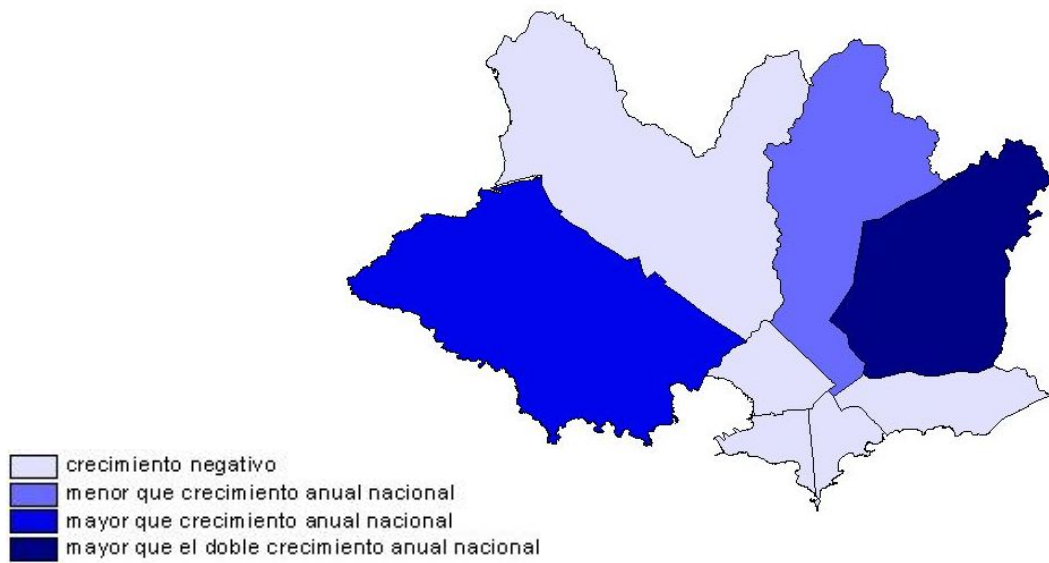 crecimiento negativo
menor que crecimiento anual nacional
mayor que crecimiento anual nacional
mayor que el doble crecimiento anual nacional